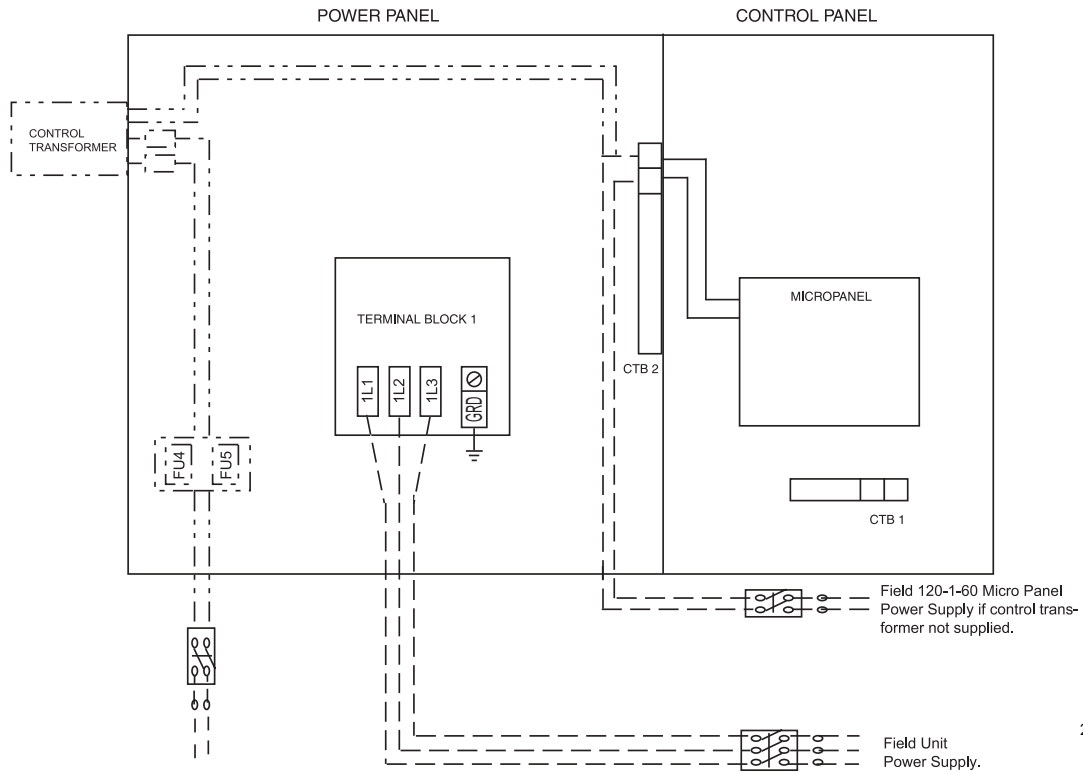 POWER PANEL
CONTROL PANEL
CONTROL
TRANSFORMER
TERMINAL BLOCK 1
1L1
1L2
1L3
GRD
CTB 2
MICROPANEL
FU4
FU5
CTB 1
Field 120-1-60 Micro Panel
Power Supply if control trans-
former not supplied.
Field Unit
Power Supply.
2